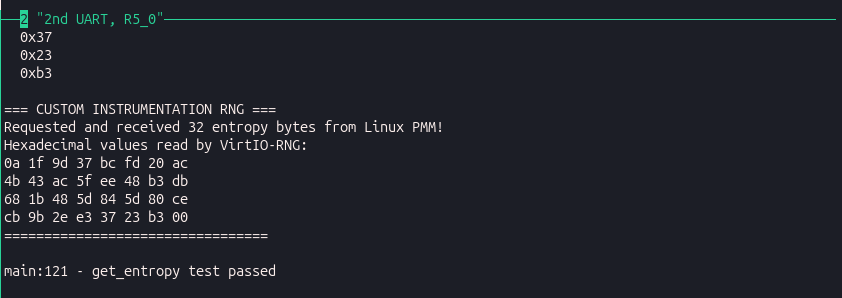 2 "2nd UART, R5_0"
0x37
0x23
0xb3
=== CUSTOM INSTRUMENTATION RNG ===
Requested and received 32 entropy bytes from Linux PMM!
Hexadecimal values read by VirtIO-RNG:
0a 1f 9d 37 bc fd 20 ac
4b 43 ac 5f ee 48 b3 db
68 1b 48 5d 84 5d 80 ce
cb 9b 2e e3 37 23 b3 00
=================================
main:121 - get_entropy test passed